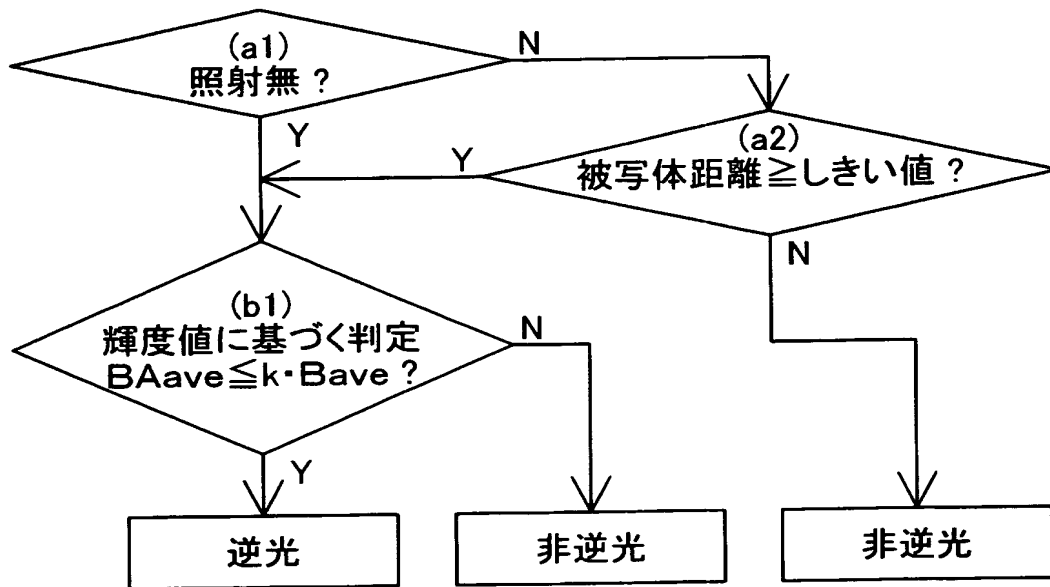 (a1)
照射無?
N
Y
(a2)
被写体距離≧しきい値?
Y
N
(b1)
輝度値に基づく判定
BAave≦k・Bave?
N
Y
逆光
非逆光
非逆光